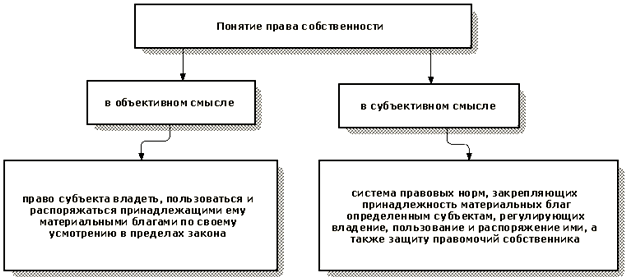 Понятие права собственности
в объективном смысле
в субъективном смысле
право субъекта владеть, пользоваться и
распоряжаться принадлежащими ему
материальными благами по своему
усмотрению в пределах закона
система правовых норм, закрепляющих
принадлежность материальных благ
определенным субъектам, регулирующих
владение, пользование и распоряжение ими, а
также защиту правомочий собственника